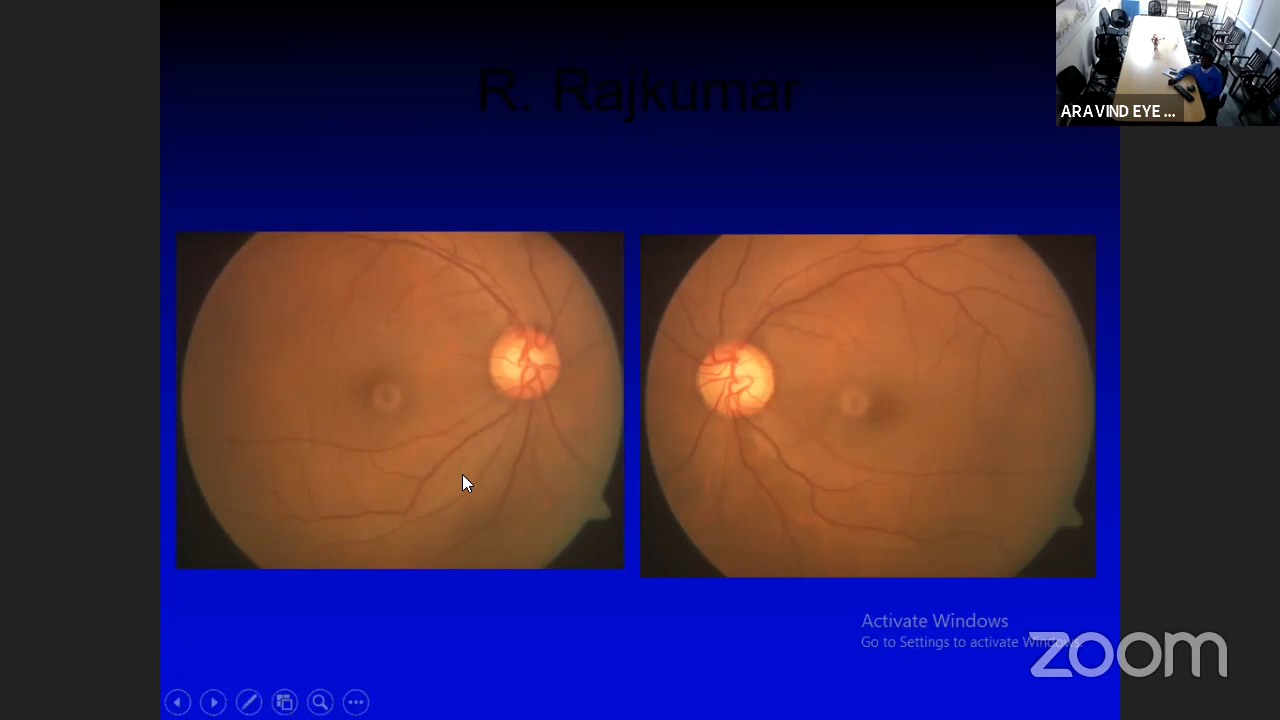 R. Rajkumar
ARAVIND EYE ...
Activate Windows
Go to Settings to activate Windows.
zoom